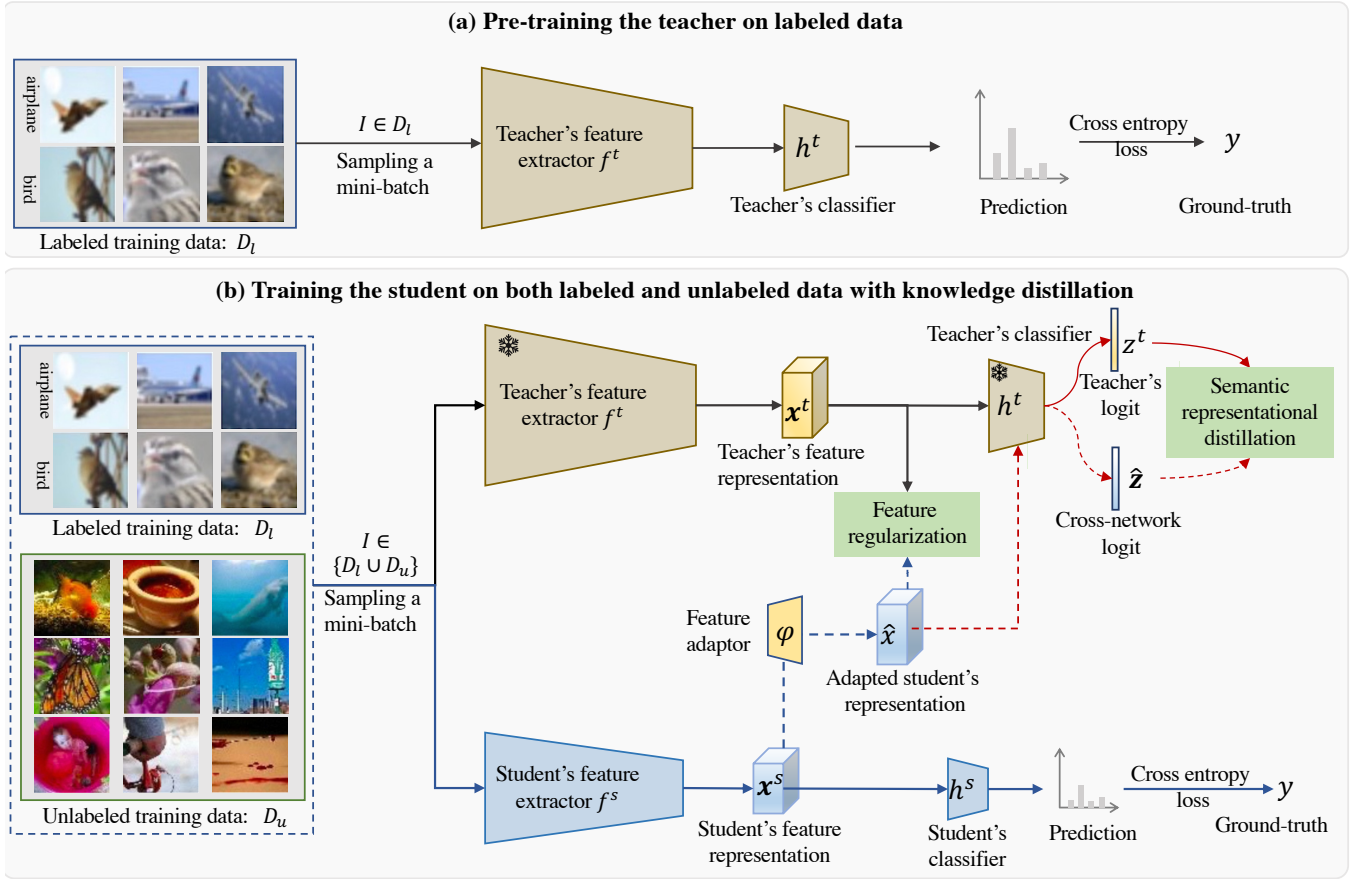 (a) Pre-training the teacher on labeled data
airplane
bird
Labeled training data: D_l
I ∈ D_l
Sampling a
mini-batch
Teacher's feature
extractor f^t
h^t
Teacher's classifier
Prediction
Cross entropy
loss
y
Ground-truth
(b) Training the student on both labeled and unlabeled data with knowledge distillation
airplane
bird
Labeled training data: D_l
Unlabeled training data: D_u
I ∈
{D_l ∪ D_u}
Sampling a
mini-batch
Teacher's feature
extractor f^t
x^t
Teacher's feature
representation
Teacher's classifier
h^t
z^t
Teacher's
logit
Semantic
representational
distillation
ẑ
Cross-network
logit
Feature
regularization
Feature
adaptor
φ
x̂
Adapted student's
representation
Student's feature
extractor f^s
x^s
Student's feature
representation
h^s
Student's
classifier
Prediction
Cross entropy
loss
y
Ground-truth